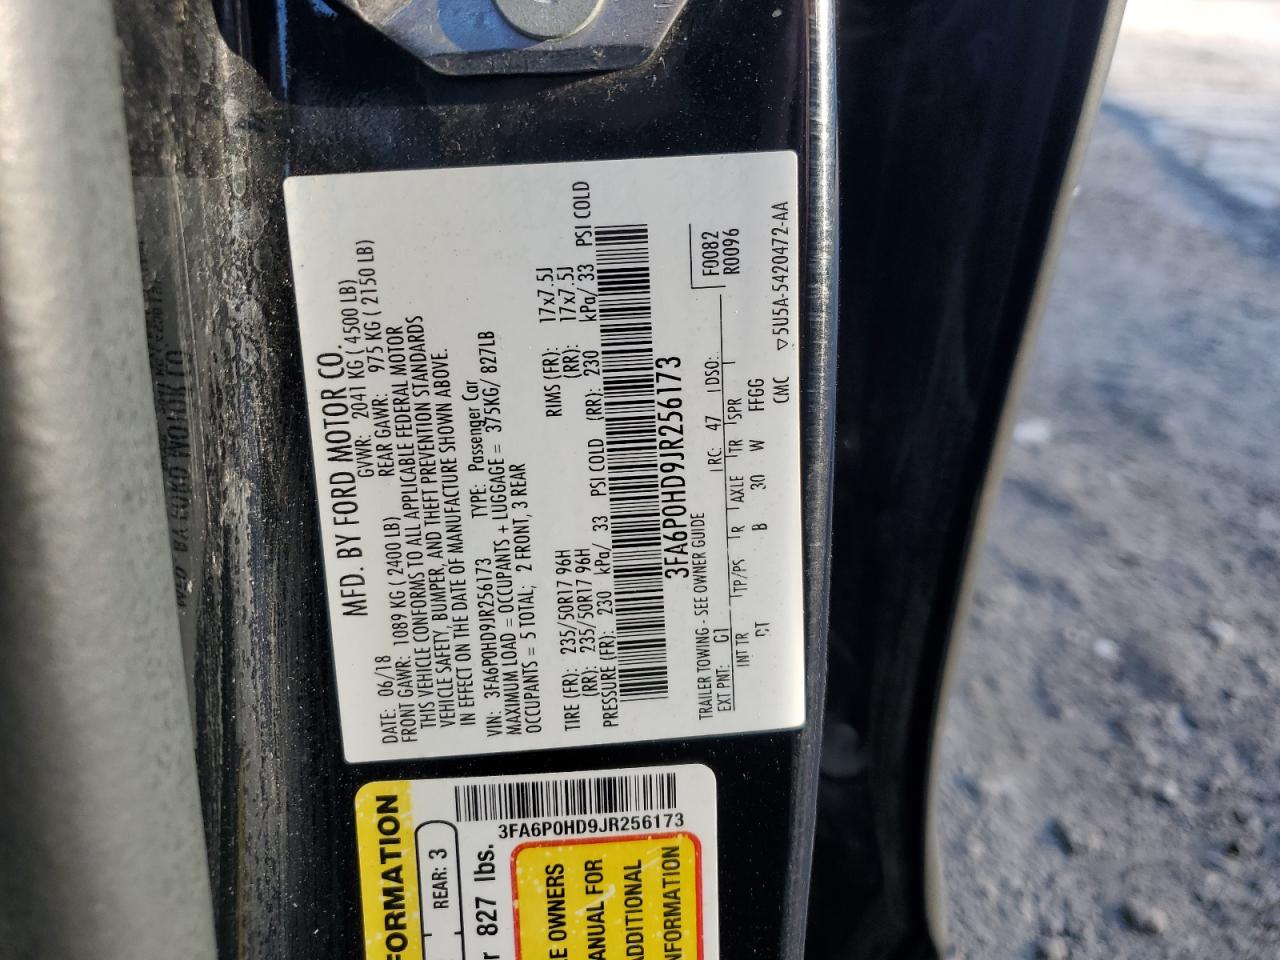 MFD. BY FORD MOTOR CO.
DATE: 06/18 GVWR: 2041 KG ( 4500 LB)
FRONT GAWR: 1089 KG ( 2400 LB) REAR GAWR: 975 KG ( 2150 LB)
THIS VEHICLE CONFORMS TO ALL APPLICABLE FEDERAL MOTOR
VEHICLE SAFETY, BUMPER, AND THEFT PREVENTION STANDARDS
IN EFFECT ON THE DATE OF MANUFACTURE SHOWN ABOVE.
VIN: 3FA6P0HD9JR256173 TYPE: Passenger Car
MAXIMUM LOAD = OCCUPANTS + LUGGAGE = 375KG/ 827LB
OCCUPANTS = 5 TOTAL; 2 FRONT, 3 REAR
TIRE (FR): 235/50R17 96H RIMS (FR): 17x7.5J
(RR): 235/50R17 96H (RR): 17x7.5J
PRESSURE (FR): 230 kPa/ 33 PSI COLD (RR): 230 kPa/ 33 PSI COLD
3FA6P0HD9JR256173
F0082
R0096
TRAILER TOWING - SEE OWNER GUIDE
EXT PNT: G1 RC: 47 DSO:
INT TR TP/PS R AXLE TR SPR
CT B 30 W FFGG
CMC ▽5U5A-5420472-AA
FORMATION
REAR: 3
r 827 lbs.
3FA6P0HD9JR256173
E OWNERS
ANUAL FOR
ADDITIONAL
NFORMATION